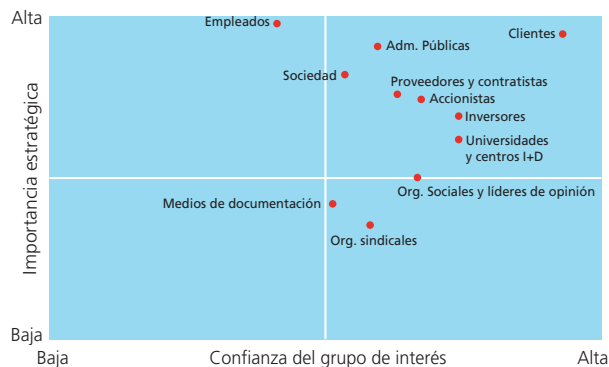 Alta
Empleados
Clientes
Adm. Públicas
Sociedad
Proveedores y contratistas
Accionistas
Inversores
Universidades
y centros I+D
Org. Sociales y líderes de opinión
Medios de documentación
Org. sindicales
Importancia estratégica
Baja
Baja
Confianza del grupo de interés
Alta